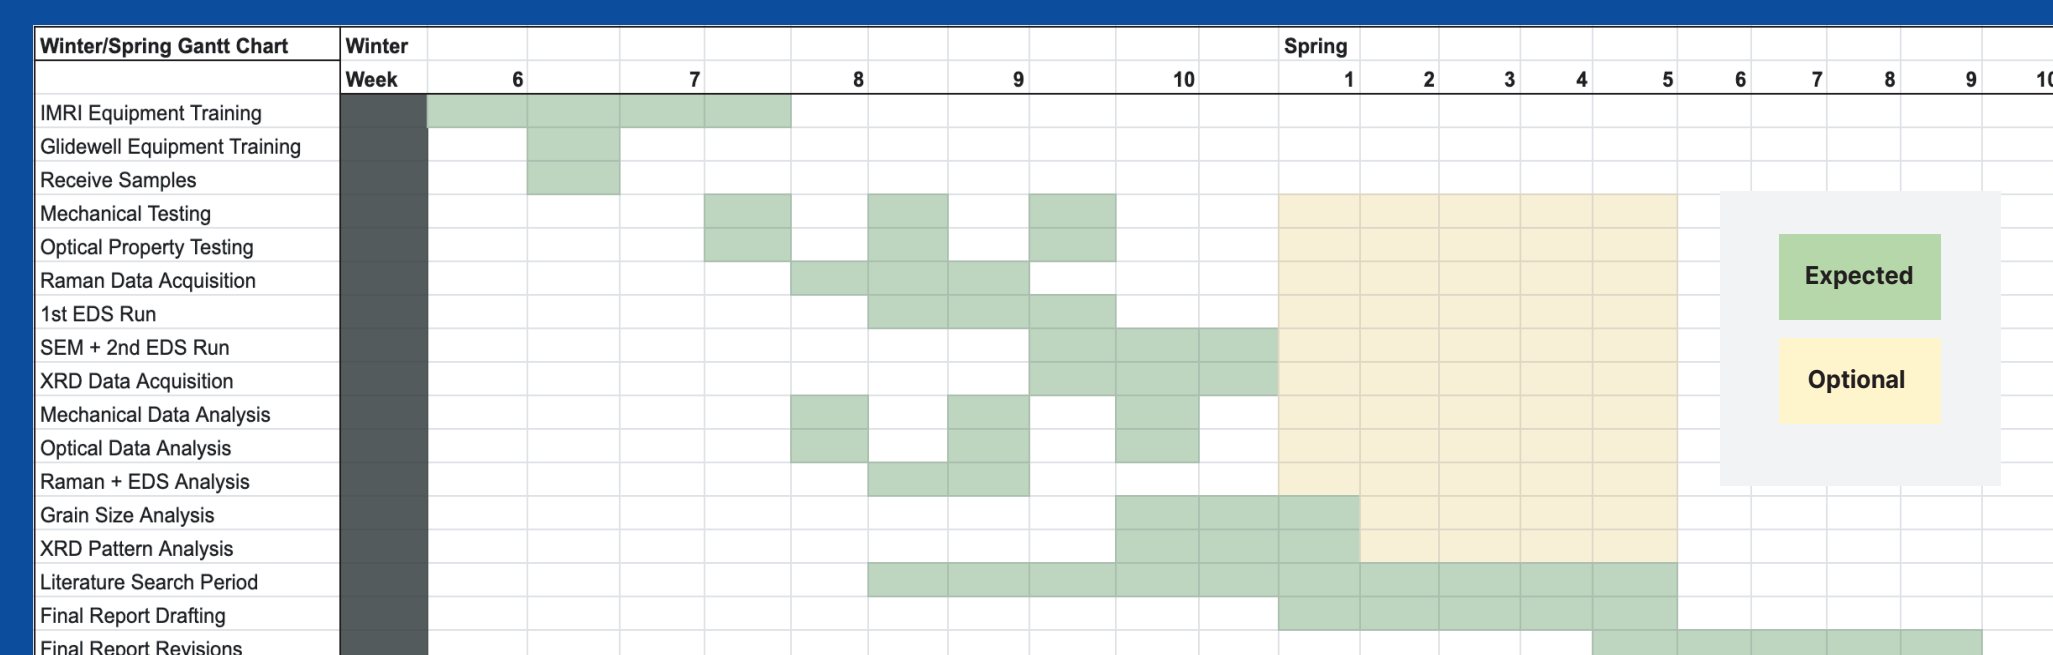 Winter/Spring Gantt Chart Winter Spring
Week 6 7 8 9 10 1 2 3 4 5 6 7 8 9 10
IMRI Equipment Training
Glidewell Equipment Training
Receive Samples
Mechanical Testing
Optical Property Testing
Raman Data Acquisition
1st EDS Run
SEM + 2nd EDS Run
XRD Data Acquisition
Mechanical Data Analysis
Optical Data Analysis
Raman + EDS Analysis
Grain Size Analysis
XRD Pattern Analysis
Literature Search Period
Final Report Drafting
Final Report Revisions
Expected
Optional